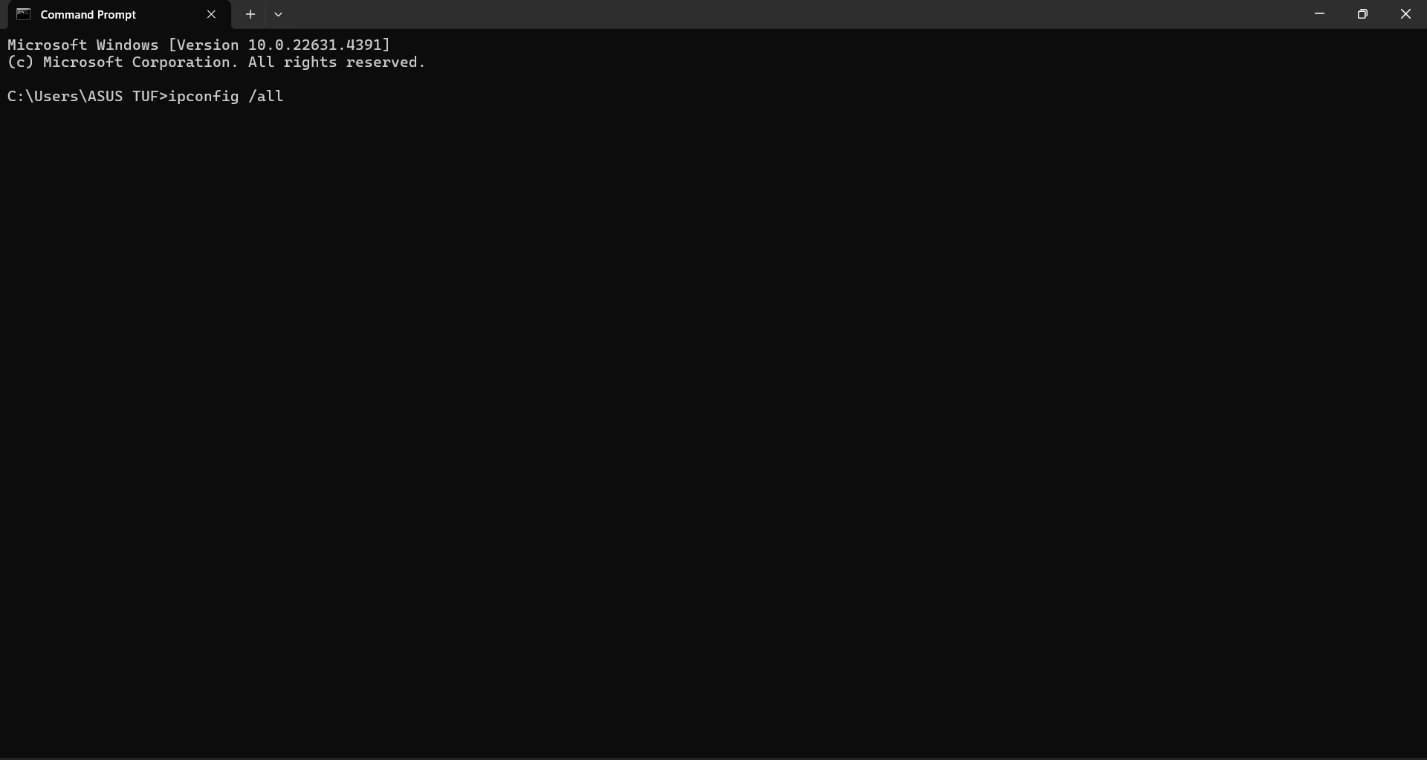 Command Prompt
Microsoft Windows [Version 10.0.22631.4391]
(c) Microsoft Corporation. All rights reserved.
C:\Users\ASUS TUF>ipconfig /all